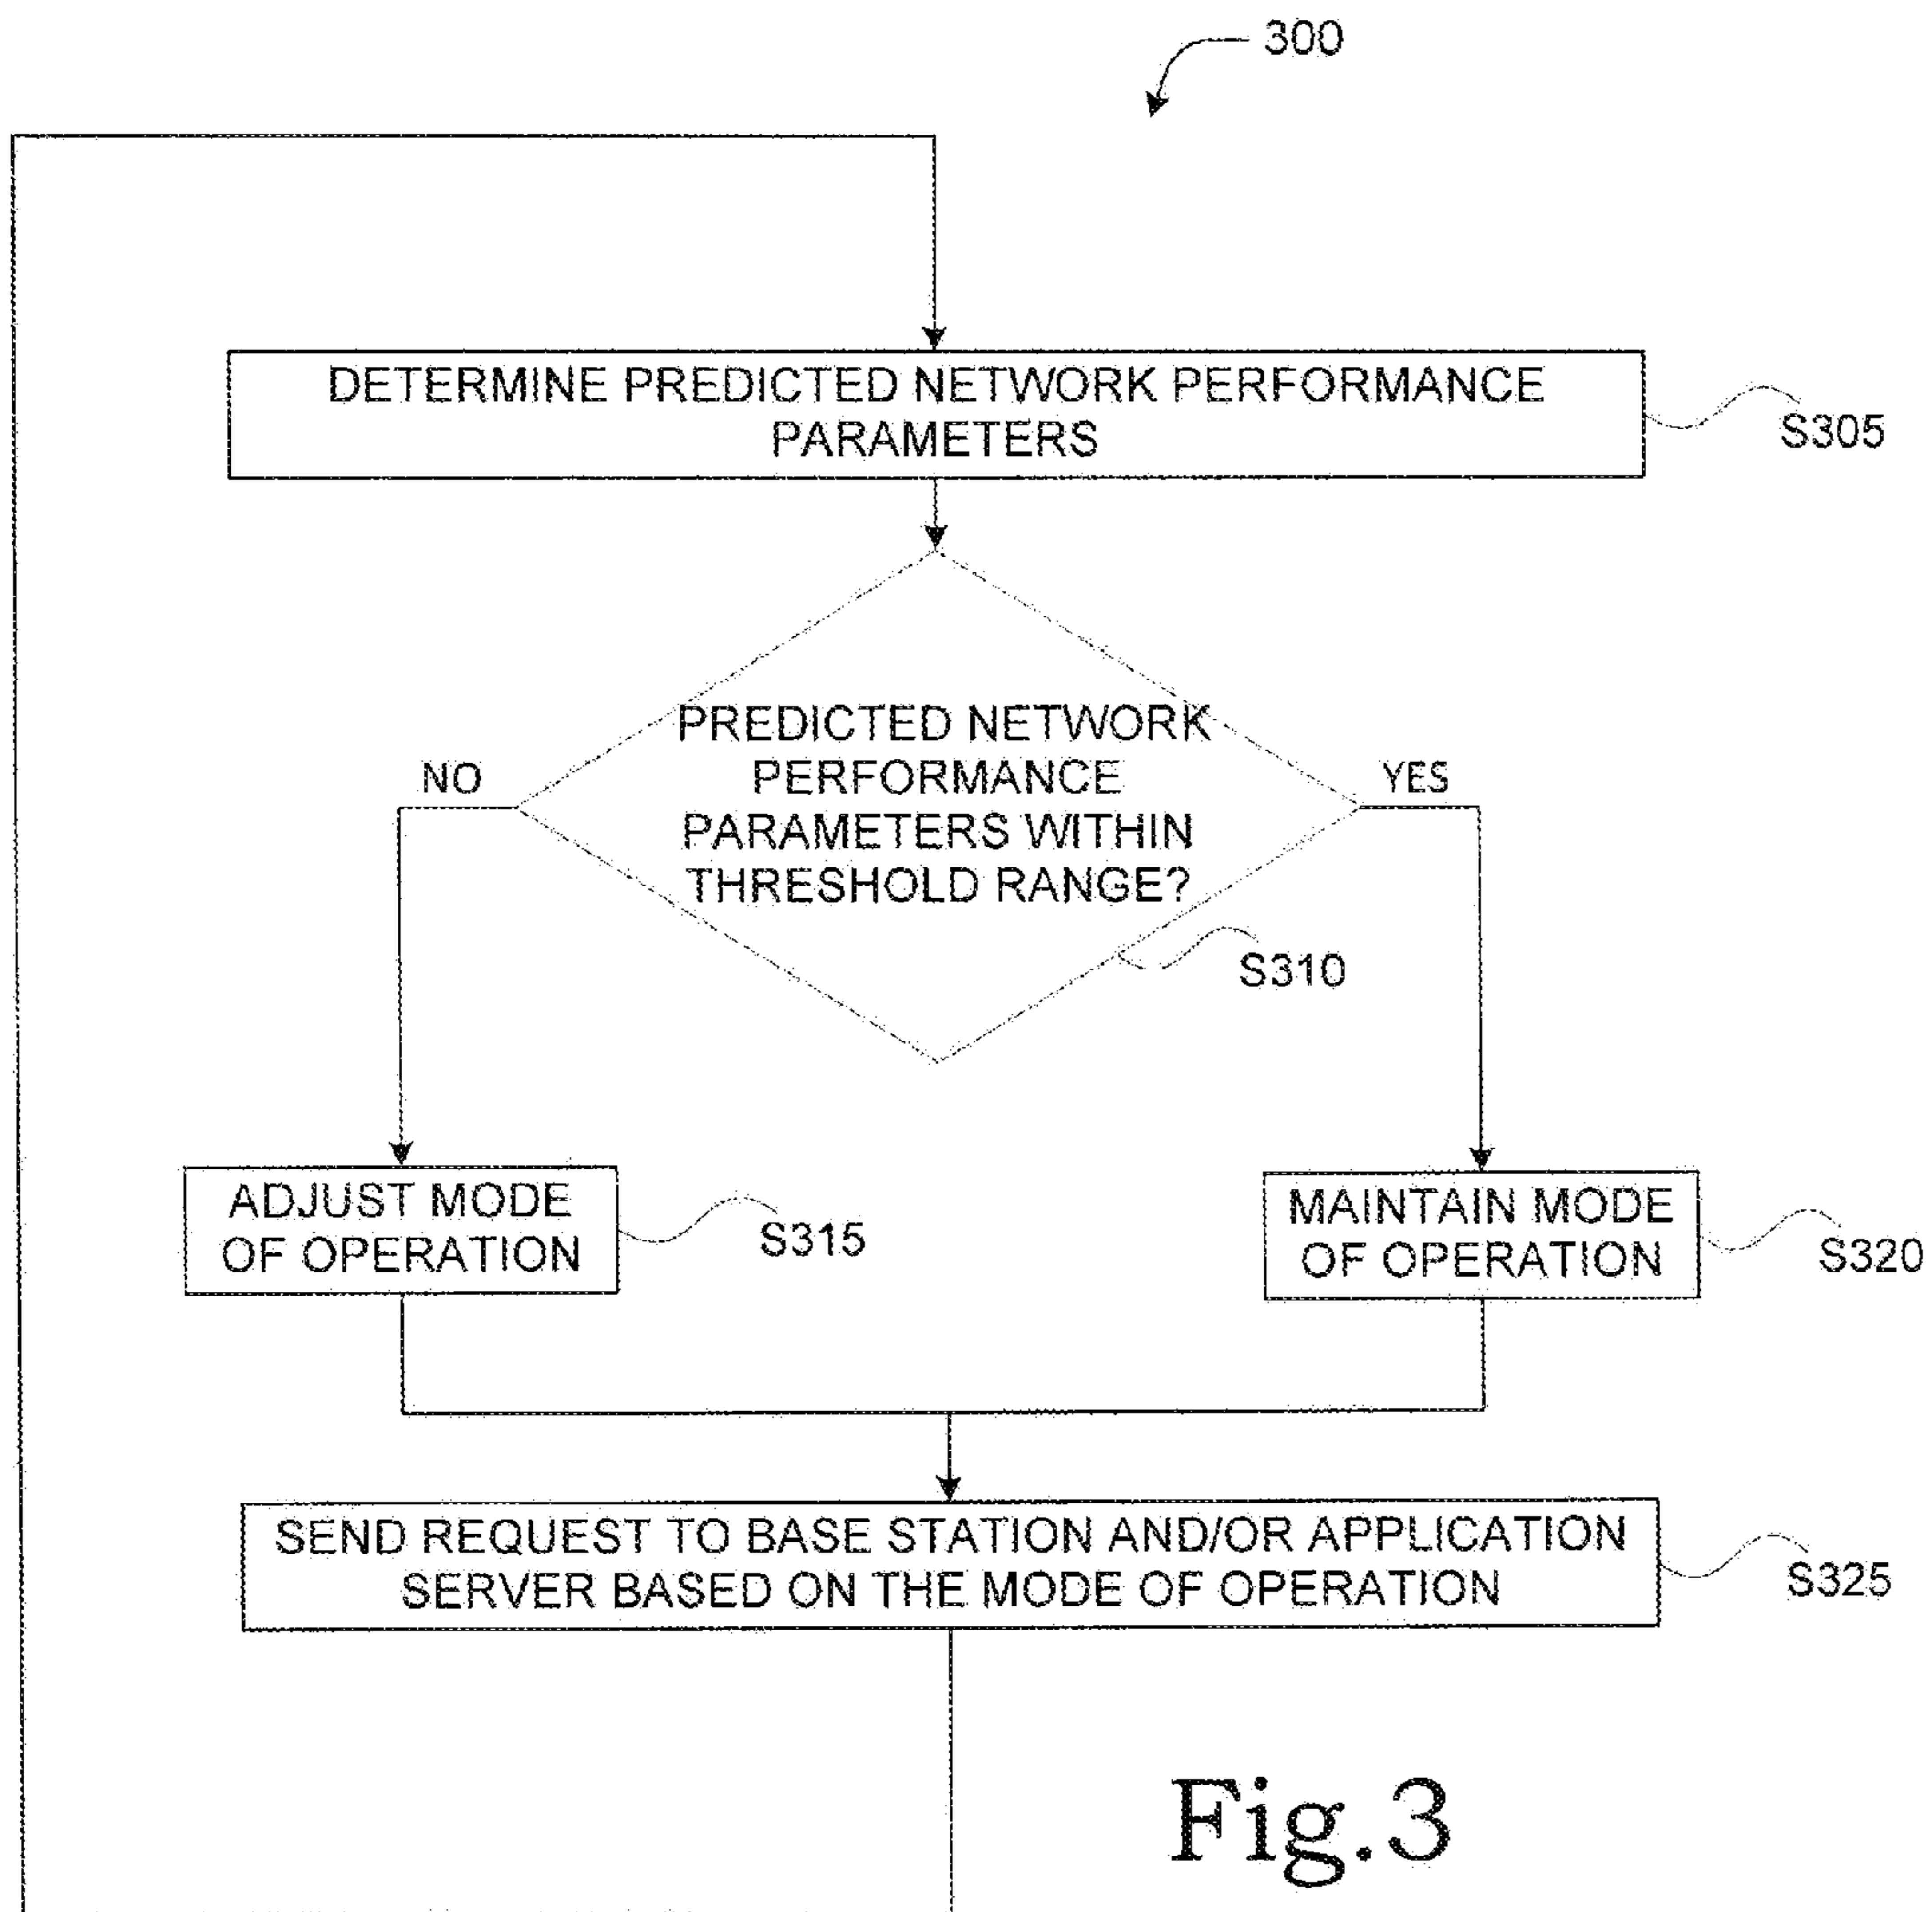 300
DETERMINE PREDICTED NETWORK PERFORMANCE
PARAMETERS
S305
PREDICTED NETWORK
PERFORMANCE
PARAMETERS WITHIN
THRESHOLD RANGE?
NO
YES
S310
ADJUST MODE
OF OPERATION
S315
MAINTAIN MODE
OF OPERATION
S320
SEND REQUEST TO BASE STATION AND/OR APPLICATION
SERVER BASED ON THE MODE OF OPERATION
S325
Fig.3